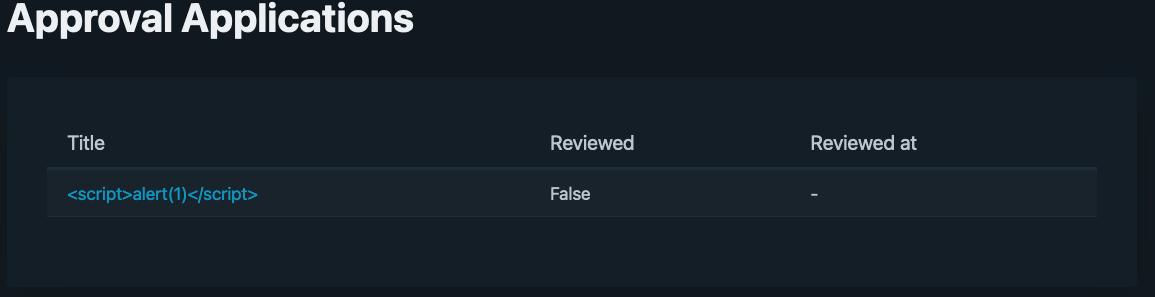 Approval Applications
Title Reviewed Reviewed at
<script>alert(1)</script> False -